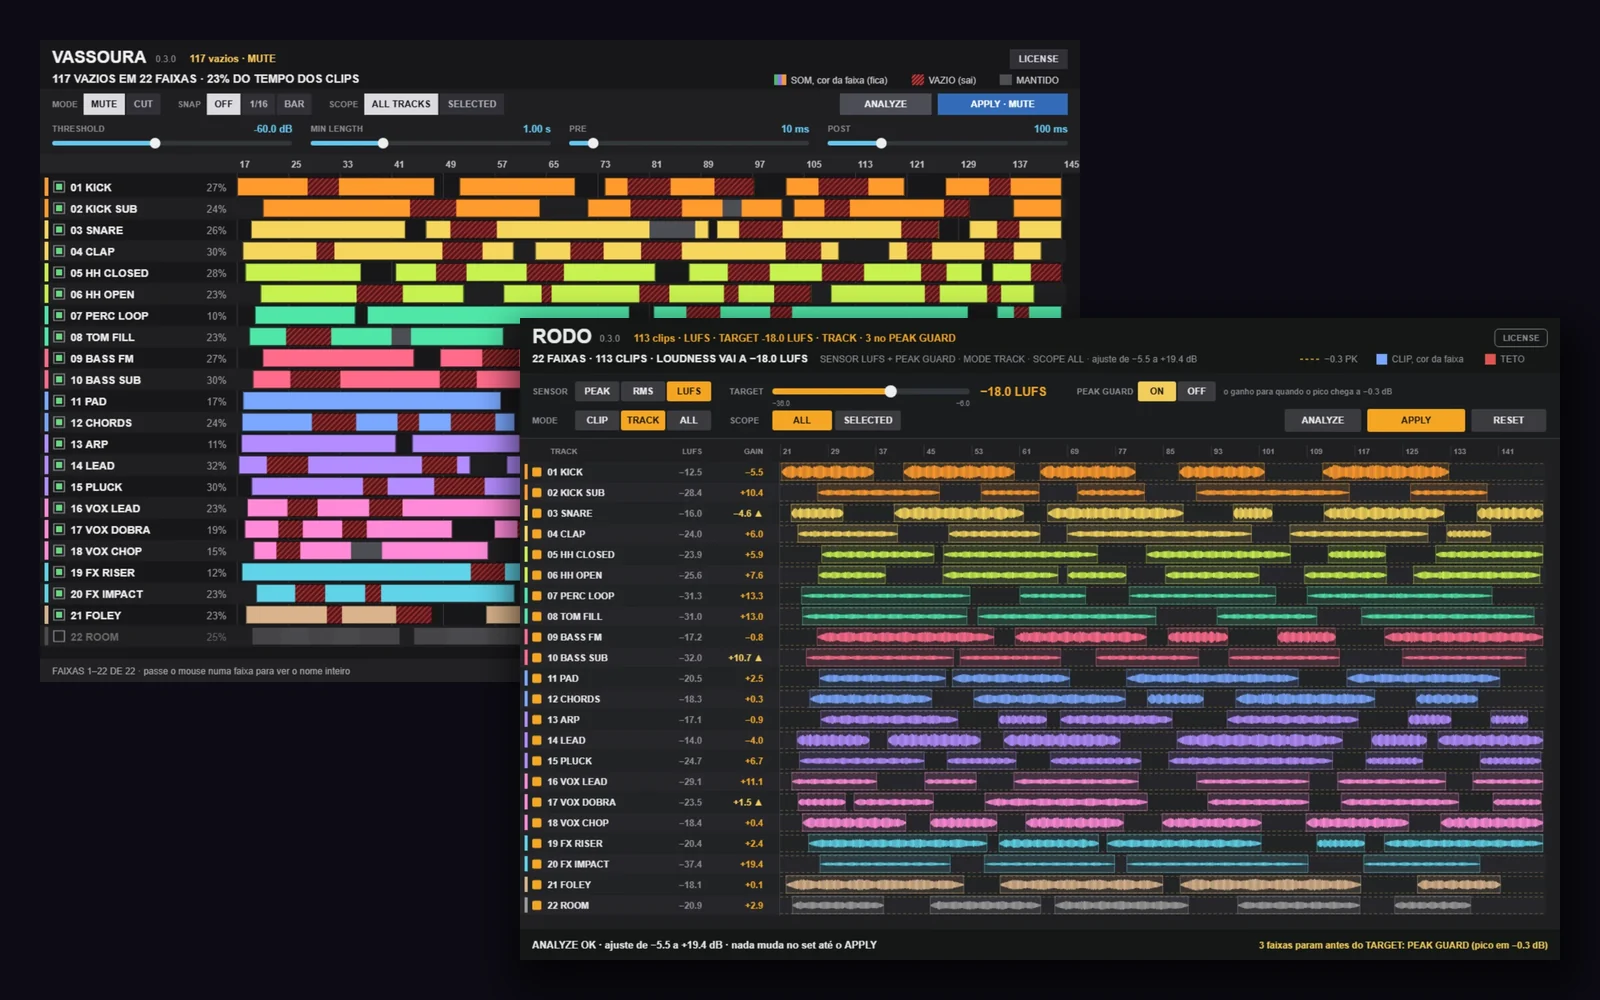 VASSOURA 0.3.0 117 vazios · MUTE LICENSE
117 VAZIOS EM 22 FAIXAS · 23% DO TEMPO DOS CLIPS SOM, cor da faixa (fica) VAZIO (sai) MANTIDO
MODE MUTE CUT SNAP OFF 1/16 BAR SCOPE ALL TRACKS SELECTED ANALYZE APPLY · MUTE
THRESHOLD -60.0 dB MIN LENGTH 1.00 s PRE 10 ms POST 100 ms
17 25 33 41 49 57 65 73 81 89 97 105 113 121 129 137 145
01 KICK 27%
02 KICK SUB 24%
03 SNARE 26%
04 CLAP 30%
05 HH CLOSED 28%
06 HH OPEN 23%
07 PERC LOOP 10%
08 TOM FILL 23%
09 BASS FM 27%
10 BASS SUB 30%
11 PAD 17%
12 CHORDS 24%
13 ARP 11%
14 LEAD 32%
15 PLUCK 30%
16 VOX LEAD 23%
17 VOX DOBRA 19%
18 VOX CHOP 15%
19 FX RISER 12%
20 FX IMPACT 23%
21 FOLEY 23%
22 ROOM 25%
FAIXAS 1–22 DE 22 · passe o mouse numa faixa para ver o nome inteiro
RODO 0.3.0 113 clips · LUFS · TARGET -18.0 LUFS · TRACK · 3 no PEAK GUARD LICENSE
22 FAIXAS · 113 CLIPS · LOUDNESS VAI A −18.0 LUFS SENSOR LUFS + PEAK GUARD · MODE TRACK · SCOPE ALL · ajuste de −5.5 a +19.4 dB −0.3 PK CLIP, cor da faixa TETO
SENSOR PEAK RMS LUFS TARGET −18.0 LUFS PEAK GUARD ON OFF o ganho para quando o pico chega a −0.3 dB
−36.0 −6.0
MODE CLIP TRACK ALL SCOPE ALL SELECTED ANALYZE APPLY RESET
TRACK LUFS GAIN 21 29 37 45 53 61 69 77 85 93 101 109 117 125 133 141
01 KICK −12.5 −5.5
02 KICK SUB −28.4 +10.4
03 SNARE −16.0 −4.6 ▲
04 CLAP −24.0 +6.0
05 HH CLOSED −23.9 +5.9
06 HH OPEN −25.6 +7.6
07 PERC LOOP −31.3 +13.3
08 TOM FILL −31.0 +13.0
09 BASS FM −17.2 −0.8
10 BASS SUB −32.0 +10.7 ▲
11 PAD −20.5 +2.5
12 CHORDS −18.3 +0.3
13 ARP −17.1 −0.9
14 LEAD −14.0 −4.0
15 PLUCK −24.7 +6.7
16 VOX LEAD −29.1 +11.1
17 VOX DOBRA −23.5 +1.5 ▲
18 VOX CHOP −18.4 +0.4
19 FX RISER −20.4 +2.4
20 FX IMPACT −37.4 +19.4
21 FOLEY −18.1 +0.1
22 ROOM −20.9 +2.9
ANALYZE OK · ajuste de −5.5 a +19.4 dB · nada muda no set até o APPLY 3 faixas param antes do TARGET: PEAK GUARD (pico em −0.3 dB)